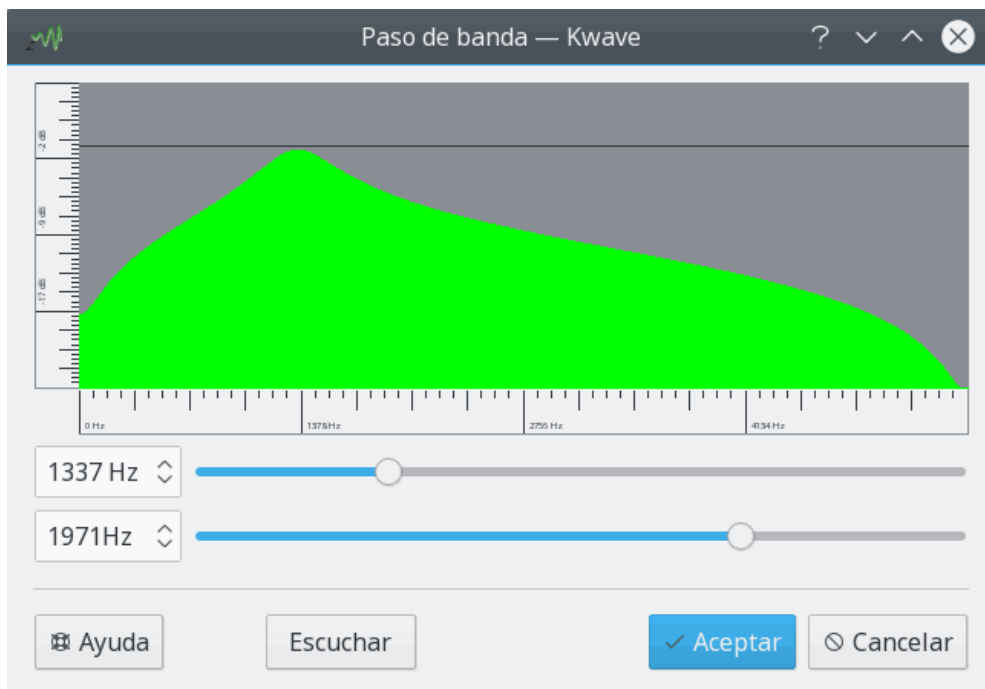 Paso de banda — Kwave
-2 dB
-9 dB
-17 dB
0 Hz
1378Hz
2756 Hz
4134 Hz
1337 Hz
1971Hz
Ayuda
Escuchar
Aceptar
Cancelar